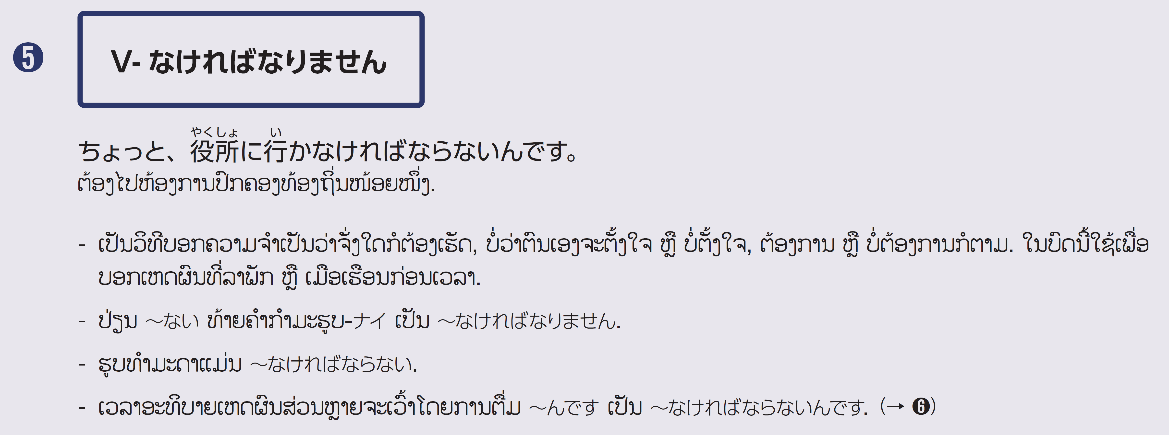 ❺ V- なければなりません
やくしょ い
ちょっと、役所に行かなければならないんです。
ຕ້ອງໄປຫ້ອງການປົກຄອງທ້ອງຖິ່ນໜ້ອຍໜຶ່ງ.
- ເປັນວິທີບອກຄວາມຈຳເປັນວ່າຈັ່ງໃດກໍຕ້ອງເຮັດ, ບໍ່ວ່າຕົນເອງຈະຕັ້ງໃຈ ຫຼື ບໍ່ຕັ້ງໃຈ, ຕ້ອງການ ຫຼື ບໍ່ຕ້ອງການກໍຕາມ. ໃນບົດນີ້ໃຊ້ເພື່ອ
ບອກເຫດຜົນທີ່ລາພັກ ຫຼື ເມືອເຮືອນກ່ອນເວລາ.
- ປ່ຽນ ～ない ທ້າຍຄຳກຳມະຮູບ-ナイ ເປັນ ～なければなりません.
- ຮູບທຳມະດາແມ່ນ ～なければならない.
- ເວລາອະທິບາຍເຫດຜົນສ່ວນຫຼາຍຈະເວົ້າໂດຍການຕື່ມ ～んです ເປັນ ～なければならないんです. (→ ❻)